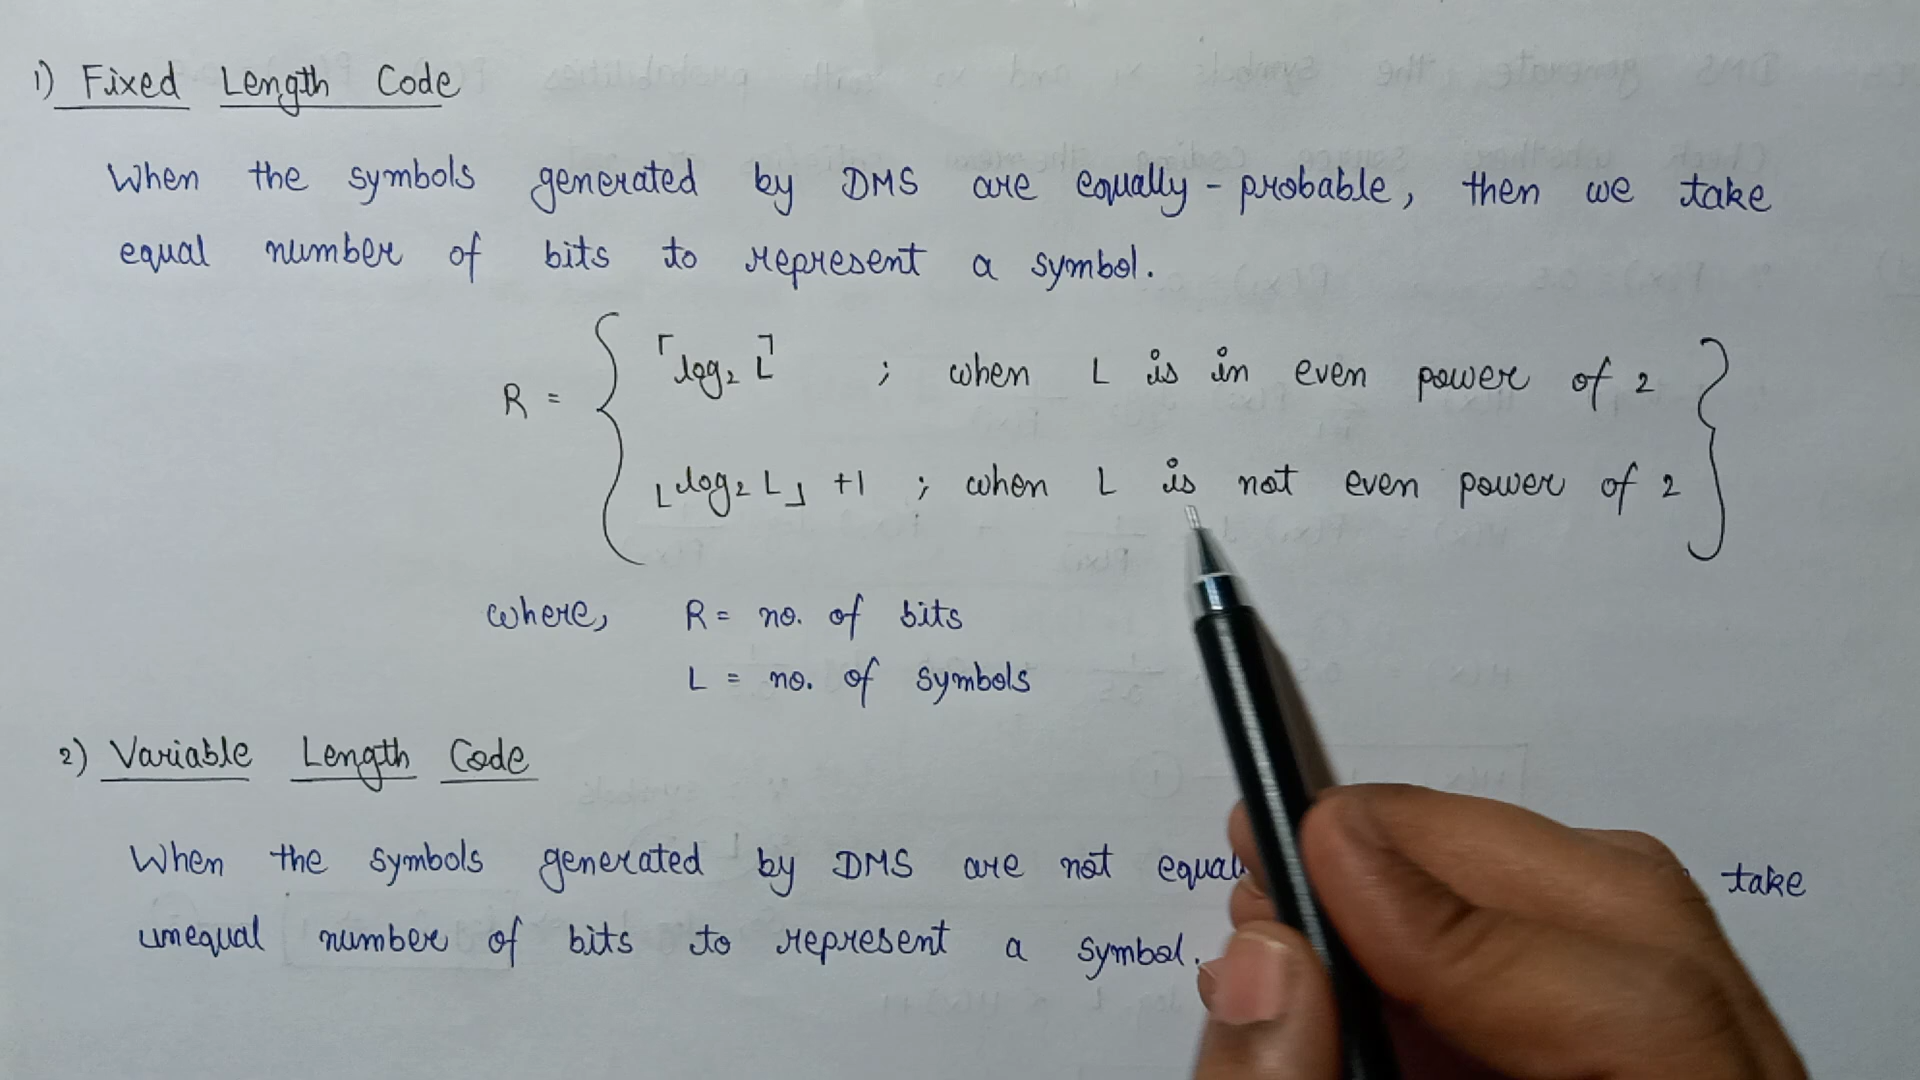 1) Fixed Length Code
When the symbols generated by DMS are equally-probable, then we take
equal number of bits to represent a symbol.
R = { ⌈log₂ L⌉ ; when L is in even power of 2
⌊log₂ L⌋ +1 ; when L is not even power of 2 }
where, R = no. of bits
L = no. of symbols
2) Variable Length Code
When the symbols generated by DMS are not equal take
unequal number of bits to represent a symbol.